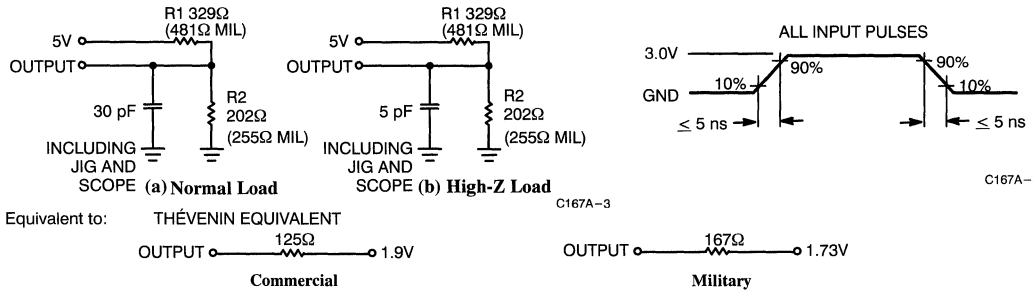 R1 329Ω
(481Ω MIL)
5V
OUTPUT
30 pF
R2
202Ω
(255Ω MIL)
INCLUDING
JIG AND
SCOPE
(a) Normal Load
R1 329Ω
(481Ω MIL)
5V
OUTPUT
5 pF
R2
202Ω
(255Ω MIL)
INCLUDING
JIG AND
SCOPE
(b) High-Z Load
C167A-3
ALL INPUT PULSES
3.0V
90%
90%
10%
10%
GND
≤ 5 ns
≤ 5 ns
C167A-
Equivalent to:
THÉVENIN EQUIVALENT
OUTPUT
125Ω
1.9V
Commercial
OUTPUT
167Ω
1.73V
Military